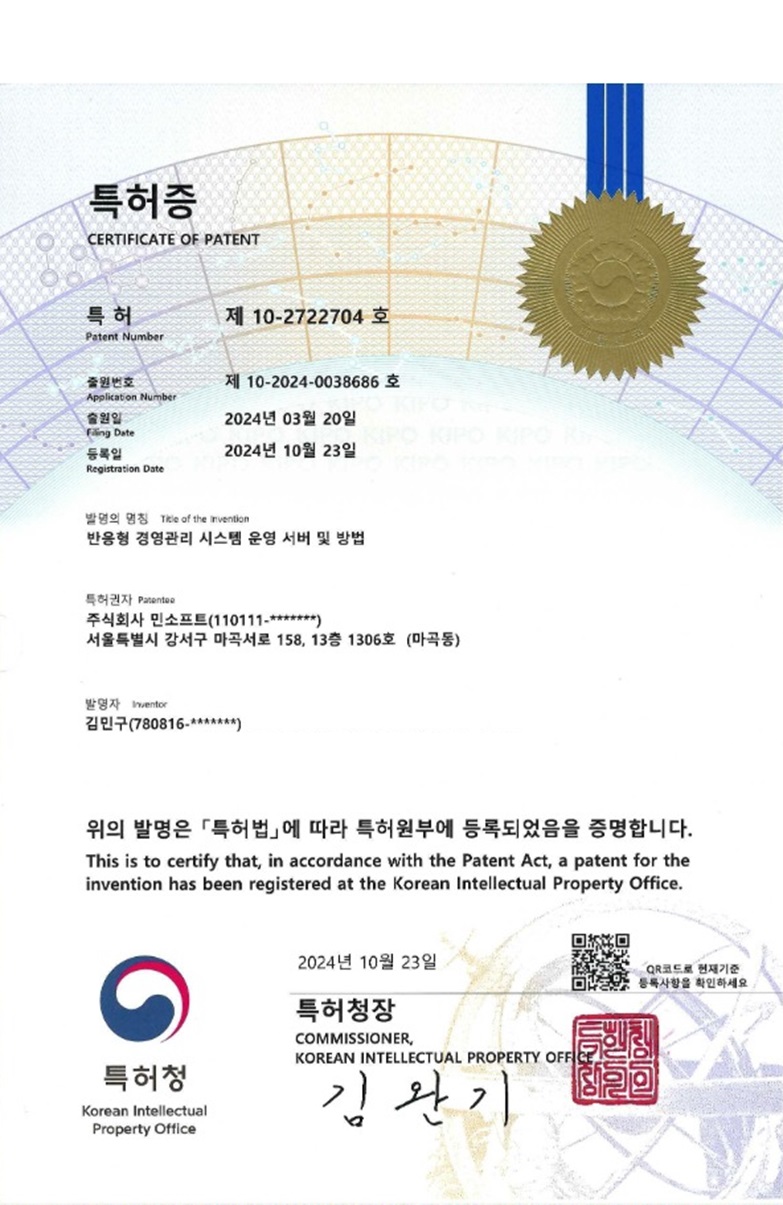 특허증
CERTIFICATE OF PATENT
특 허 제 10-2722704 호
Patent Number
출원번호 제 10-2024-0038686 호
Application Number
출원일 2024년 03월 20일
Filing Date
등록일 2024년 10월 23일
Registration Date
발명의 명칭 Title of the Invention
반응형 경영관리 시스템 운영 서버 및 방법
특허권자 Patentee
주식회사 민소프트(110111-*******)
서울특별시 강서구 마곡서로 158, 13층 1306호 (마곡동)
발명자 Inventor
김민구(780816-*******)
위의 발명은 「특허법」에 따라 특허원부에 등록되었음을 증명합니다.
This is to certify that, in accordance with the Patent Act, a patent for the
invention has been registered at the Korean Intellectual Property Office.
2024년 10월 23일
QR코드로 현재기준
등록사항을 확인하세요
특허청장
COMMISSIONER,
KOREAN INTELLECTUAL PROPERTY OFFICE
김완기
특허청
Korean Intellectual
Property Office